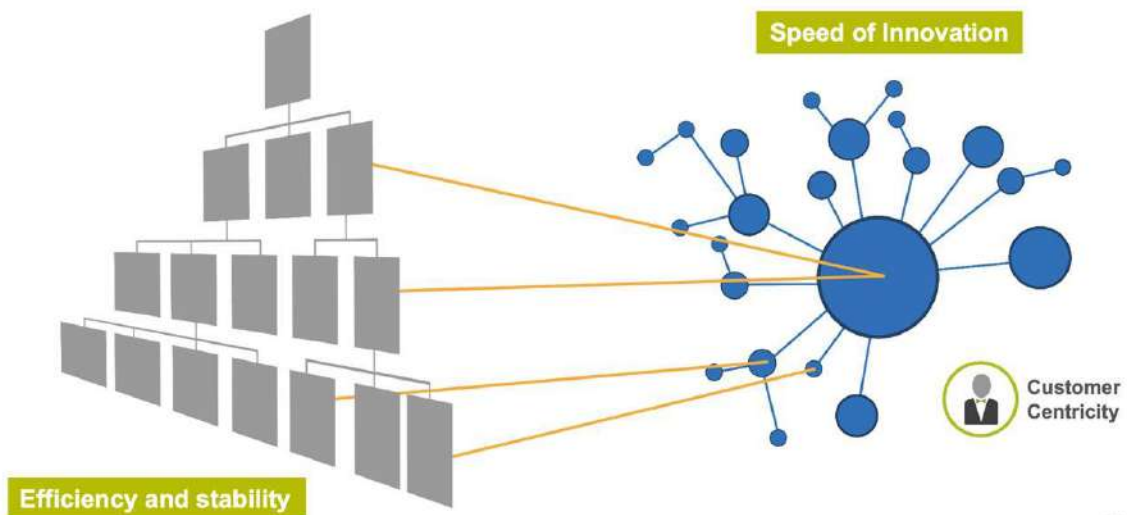 Speed of Innovation
Customer
Centricity
Efficiency and stability